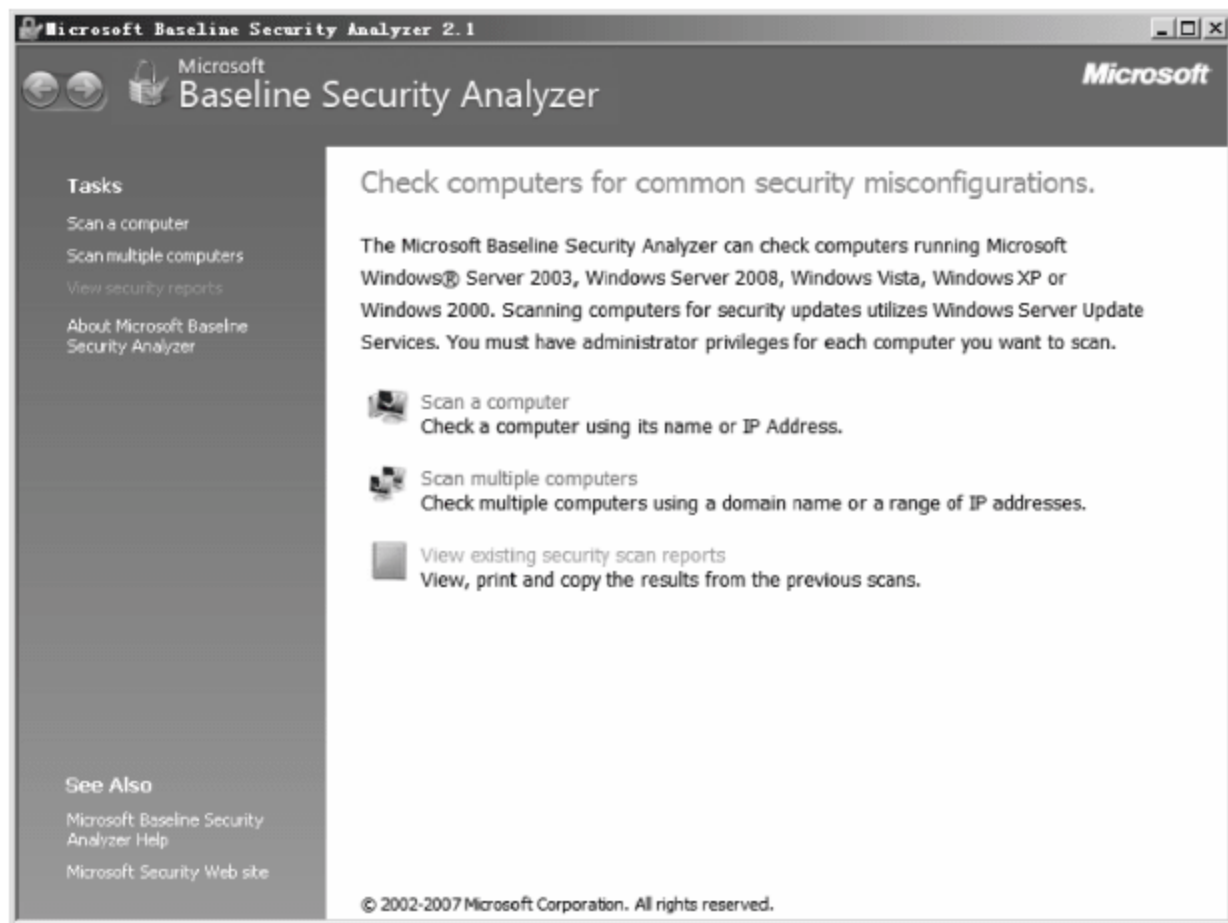 Microsoft Baseline Security Analyzer 2.1
Microsoft
Baseline Security Analyzer
Microsoft
Tasks
Scan a computer
Scan multiple computers
View security reports
About Microsoft Baseline
Security Analyzer
See Also
Microsoft Baseline Security
Analyzer Help
Microsoft Security Web site
Check computers for common security misconfigurations.
The Microsoft Baseline Security Analyzer can check computers running Microsoft
Windows® Server 2003, Windows Server 2008, Windows Vista, Windows XP or
Windows 2000. Scanning computers for security updates utilizes Windows Server Update
Services. You must have administrator privileges for each computer you want to scan.
Scan a computer
Check a computer using its name or IP Address.
Scan multiple computers
Check multiple computers using a domain name or a range of IP addresses.
View existing security scan reports
View, print and copy the results from the previous scans.
© 2002-2007 Microsoft Corporation. All rights reserved.